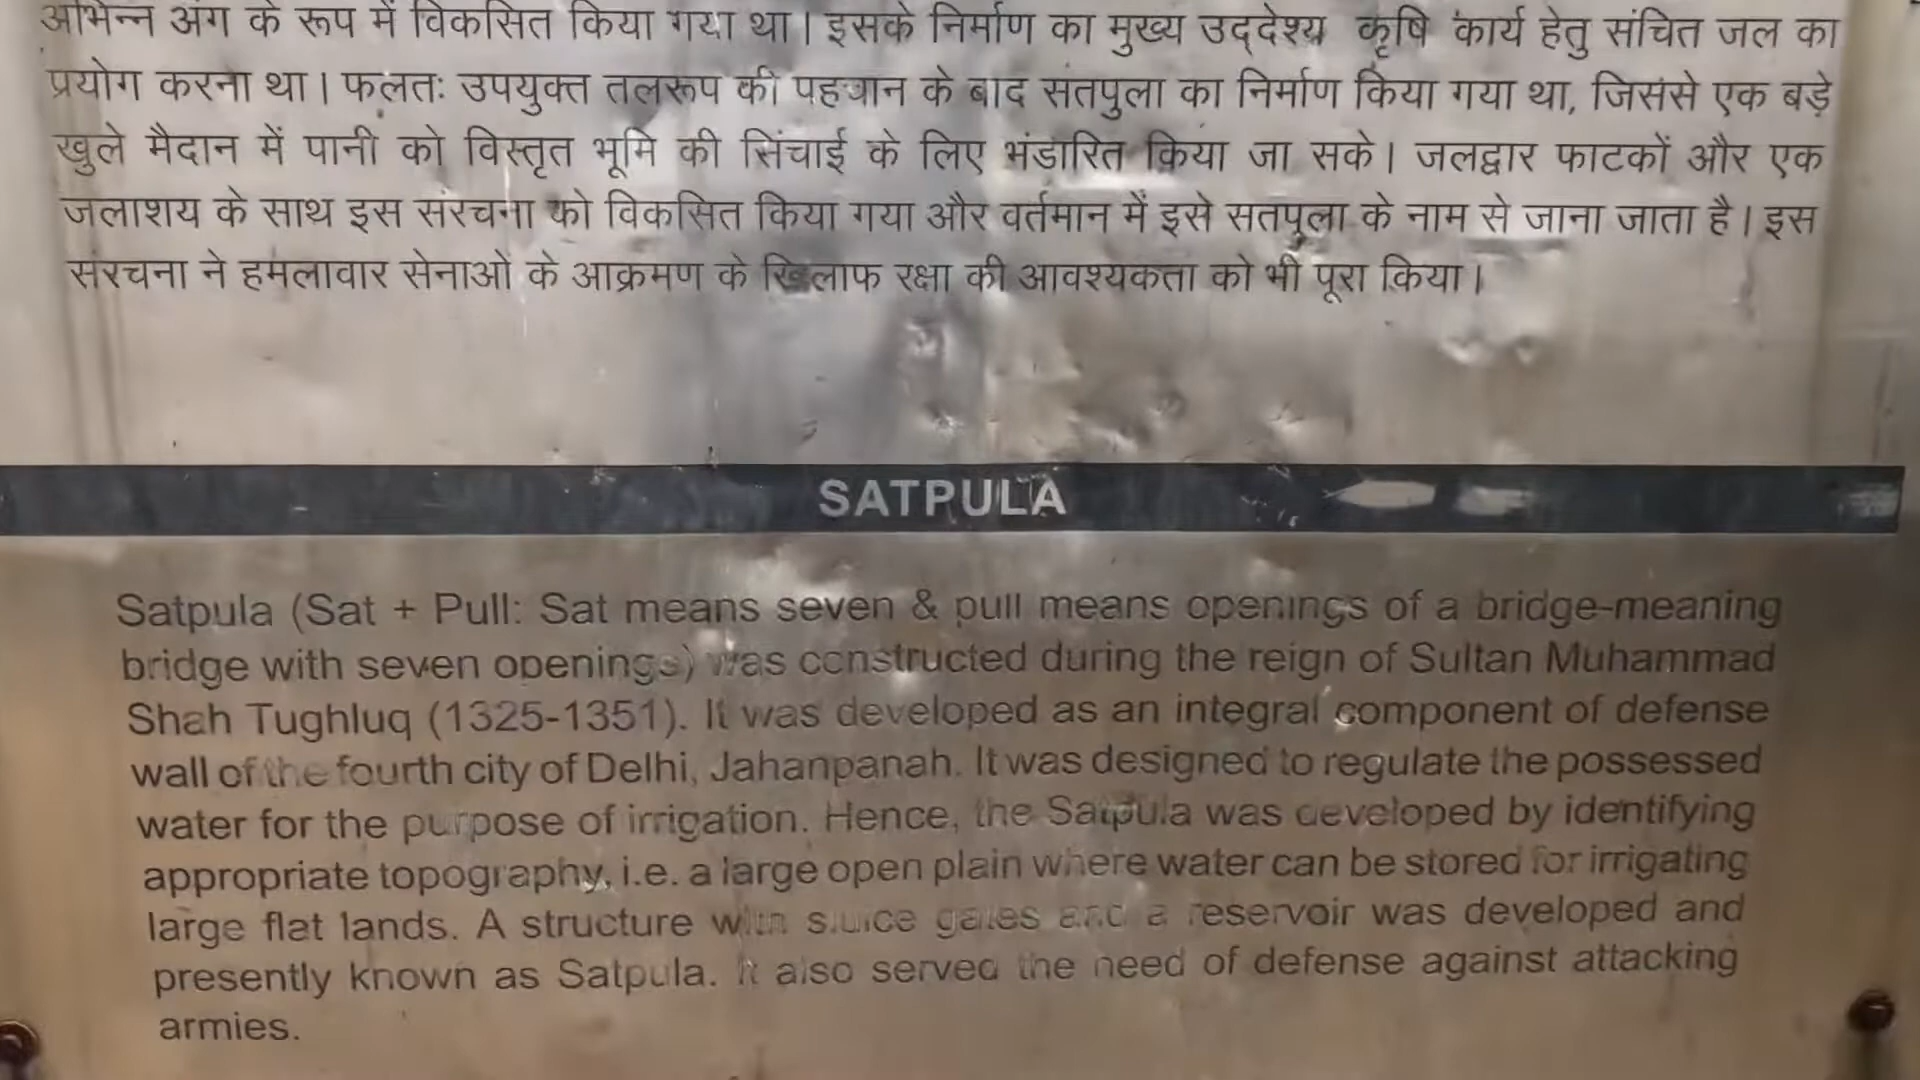 अभिन्न अंग के रूप में विकसित किया गया था। इसके निर्माण का मुख्य उद्देश्य कृषि कार्य हेतु संचित जल का
प्रयोग करना था। फलतः उपयुक्त तलरूप की पहचान के बाद सतपुला का निर्माण किया गया था, जिससे एक बड़े
खुले मैदान में पानी को विस्तृत भूमि की सिंचाई के लिए भंडारित किया जा सके। जलद्वार फाटकों और एक
जलाशय के साथ इस संरचना को विकसित किया गया और वर्तमान में इसे सतपुला के नाम से जाना जाता है। इस
संरचना ने हमलावार सेनाओं के आक्रमण के खिलाफ रक्षा की आवश्यकता को भी पूरा किया।
SATPULA
Satpula (Sat + Pull: Sat means seven & pull means openings of a bridge-meaning
bridge with seven openings) was constructed during the reign of Sultan Muhammad
Shah Tughluq (1325-1351). It was developed as an integral component of defense
wall of the fourth city of Delhi, Jahanpanah. It was designed to regulate the possessed
water for the purpose of irrigation. Hence, the Satpula was developed by identifying
appropriate topography, i.e. a large open plain where water can be stored for irrigating
large flat lands. A structure with sluice gates and a reservoir was developed and
presently known as Satpula. It also served the need of defense against attacking
armies.